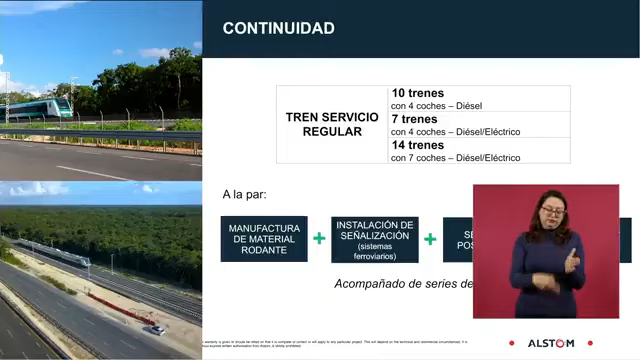 CONTINUIDAD
TREN SERVICIO
REGULAR
10 trenes
con 4 coches – Diésel
7 trenes
con 4 coches – Diésel/Eléctrico
14 trenes
con 7 coches – Diésel/Eléctrico
A la par:
MANUFACTURA
DE MATERIAL
RODANTE
+
INSTALACIÓN DE
SEÑALIZACIÓN
(sistemas
ferroviarios)
+
SE
POS
Acompañado de series de
ALSTOM